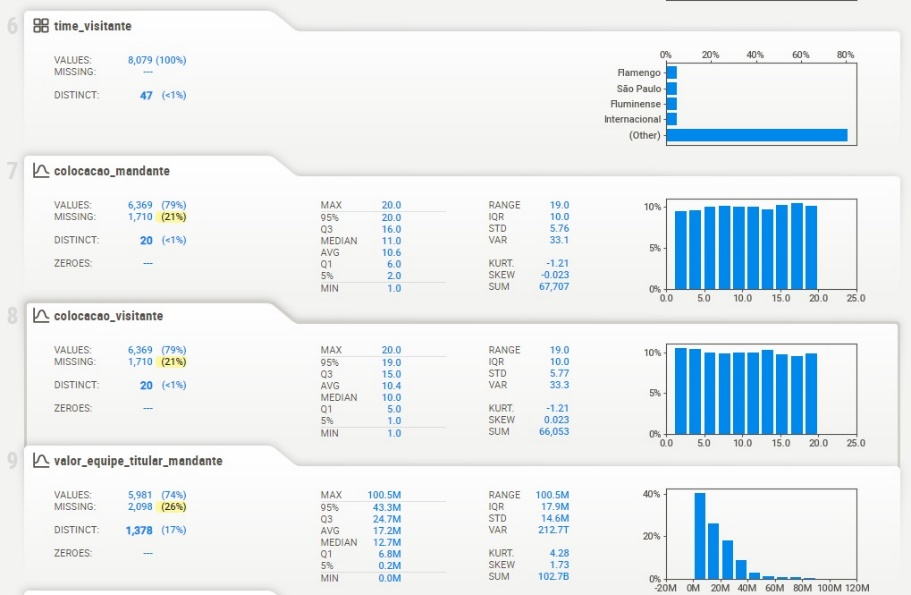 6 time_visitante
VALUES: 8,079 (100%)
MISSING: ---
DISTINCT: 47 (<1%)
0% 20% 40% 60% 80%
Flamengo
São Paulo
Fluminense
Internacional
(Other)
7 colocacao_mandante
VALUES: 6,369 (79%)
MISSING: 1,710 (21%)
DISTINCT: 20 (<1%)
ZEROES: ---
MAX 20.0
95% 20.0
Q3 16.0
MEDIAN 11.0
AVG 10.6
Q1 6.0
5% 2.0
MIN 1.0
RANGE 19.0
IQR 10.0
STD 5.76
VAR 33.1
KURT. -1.21
SKEW -0.023
SUM 67,707
10%
5%
0%
0.0 5.0 10.0 15.0 20.0 25.0
8 colocacao_visitante
VALUES: 6,369 (79%)
MISSING: 1,710 (21%)
DISTINCT: 20 (<1%)
ZEROES: ---
MAX 20.0
95% 19.0
Q3 15.0
AVG 10.4
MEDIAN 10.0
Q1 5.0
5% 1.0
MIN 1.0
RANGE 19.0
IQR 10.0
STD 5.77
VAR 33.3
KURT. -1.21
SKEW 0.023
SUM 66,053
10%
5%
0%
0.0 5.0 10.0 15.0 20.0 25.0
9 valor_equipe_titular_mandante
VALUES: 5,981 (74%)
MISSING: 2,098 (26%)
DISTINCT: 1,378 (17%)
ZEROES: ---
MAX 100.5M
95% 43.3M
Q3 24.7M
AVG 17.2M
MEDIAN 12.7M
Q1 6.8M
5% 0.2M
MIN 0.0M
RANGE 100.5M
IQR 17.9M
STD 14.6M
VAR 212.7T
KURT. 4.28
SKEW 1.73
SUM 102.7B
40%
20%
0%
-20M 0M 20M 40M 60M 80M 100M 120M